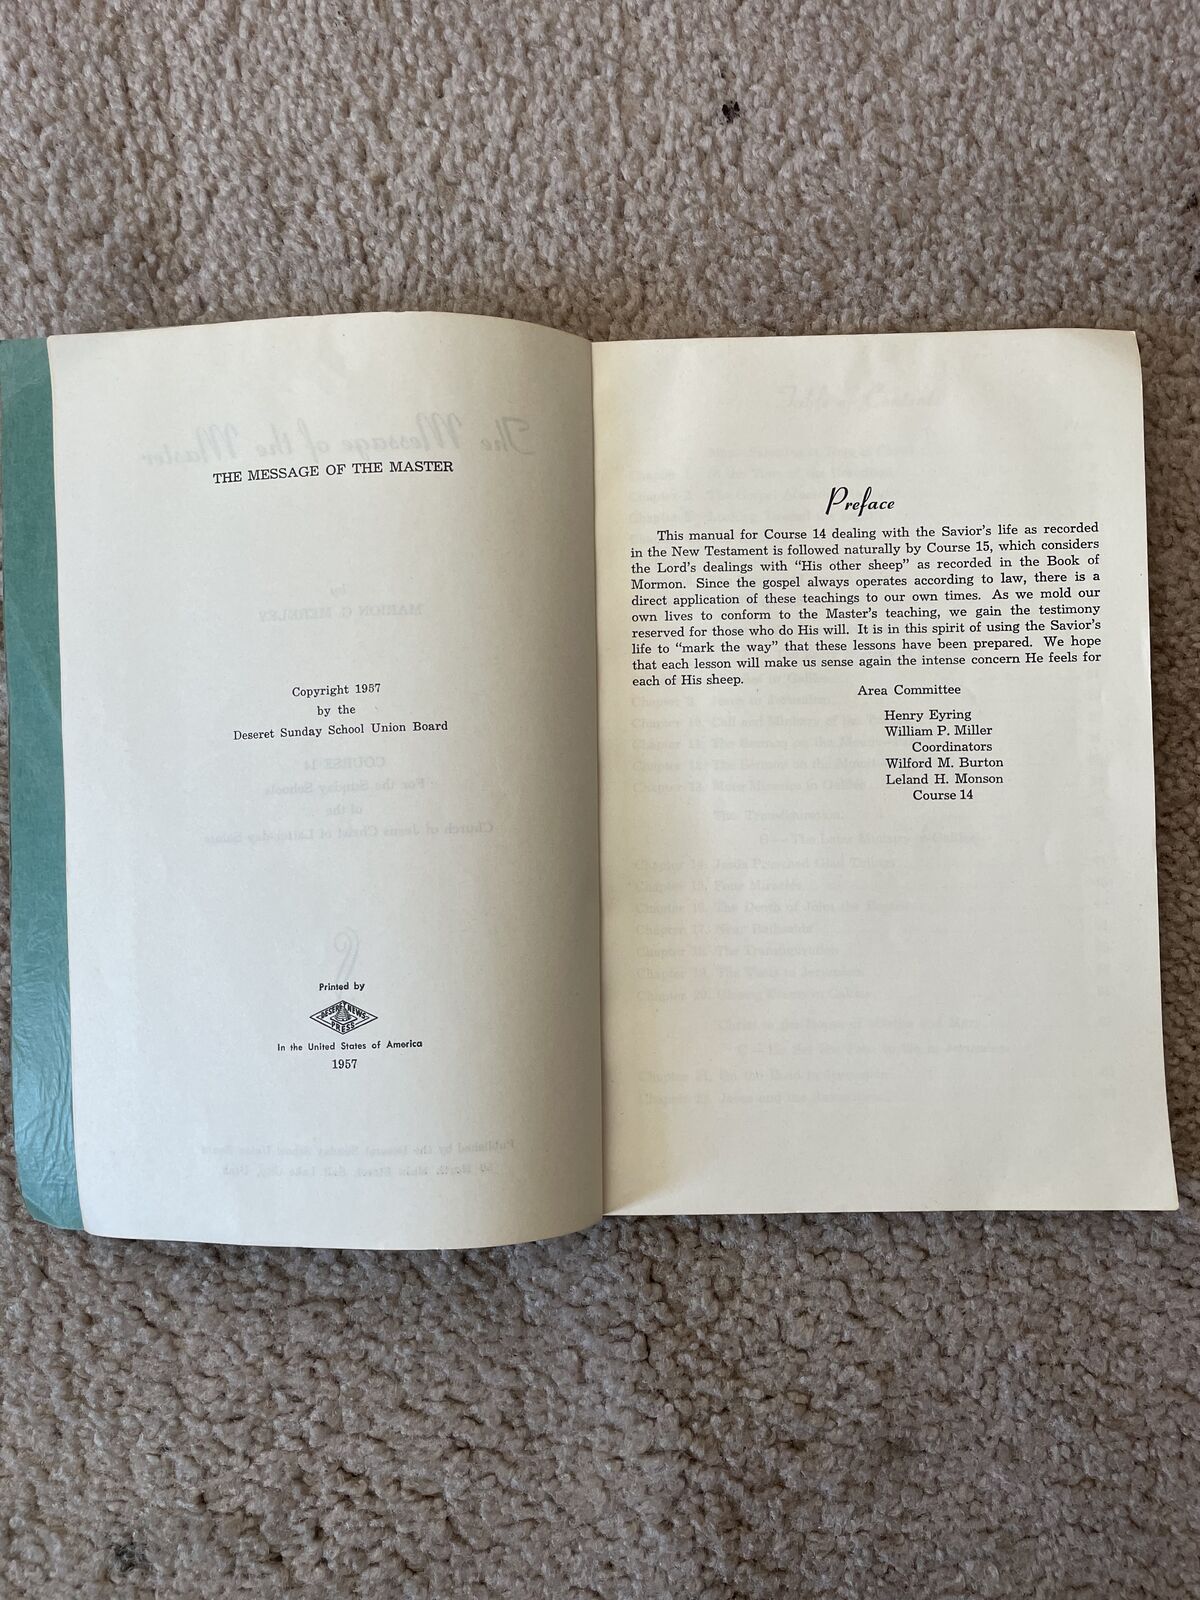 THE MESSAGE OF THE MASTER
Copyright 1957
by the
Deseret Sunday School Union Board
Printed by
DESERET NEWS
PRESS
In the United States of America
1957
Preface
This manual for Course 14 dealing with the Savior's life as recorded
in the New Testament is followed naturally by Course 15, which considers
the Lord's dealings with "His other sheep" as recorded in the Book of
Mormon. Since the gospel always operates according to law, there is a
direct application of these teachings to our own times. As we mold our
own lives to conform to the Master's teaching, we gain the testimony
reserved for those who do His will. It is in this spirit of using the Savior's
life to "mark the way" that these lessons have been prepared. We hope
that each lesson will make us sense again the intense concern He feels for
each of His sheep.
Area Committee
Henry Eyring
William P. Miller
Coordinators
Wilford M. Burton
Leland H. Monson
Course 14